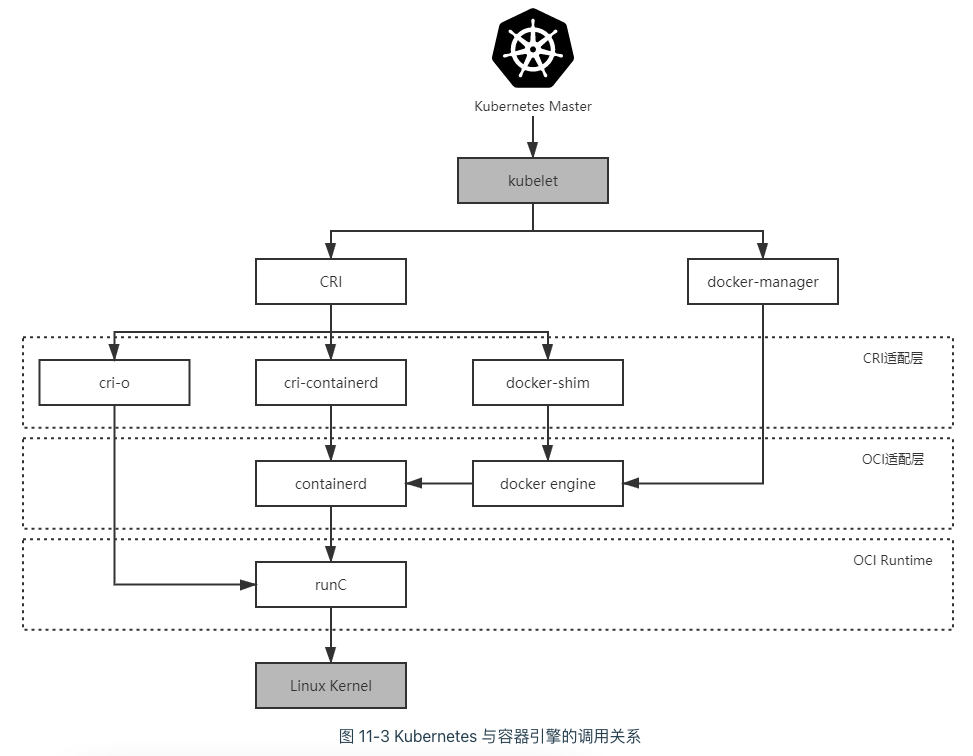 Kubernetes Master
kubelet
CRI
docker-manager
CRI适配层
cri-o
cri-containerd
docker-shim
OCI适配层
containerd
docker engine
OCI Runtime
runC
Linux Kernel
图 11-3 Kubernetes 与容器引擎的调用关系